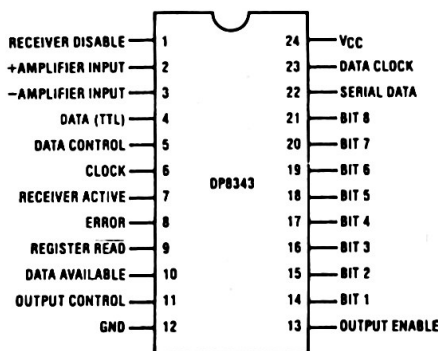 RECEIVER DISABLE 1 24 VCC
+AMPLIFIER INPUT 2 23 DATA CLOCK
−AMPLIFIER INPUT 3 22 SERIAL DATA
DATA (TTL) 4 21 BIT 8
DATA CONTROL 5 20 BIT 7
CLOCK 6 19 BIT 6
DP8343
RECEIVER ACTIVE 7 18 BIT 5
ERROR 8 17 BIT 4
REGISTER READ 9 16 BIT 3
DATA AVAILABLE 10 15 BIT 2
OUTPUT CONTROL 11 14 BIT 1
GND 12 13 OUTPUT ENABLE